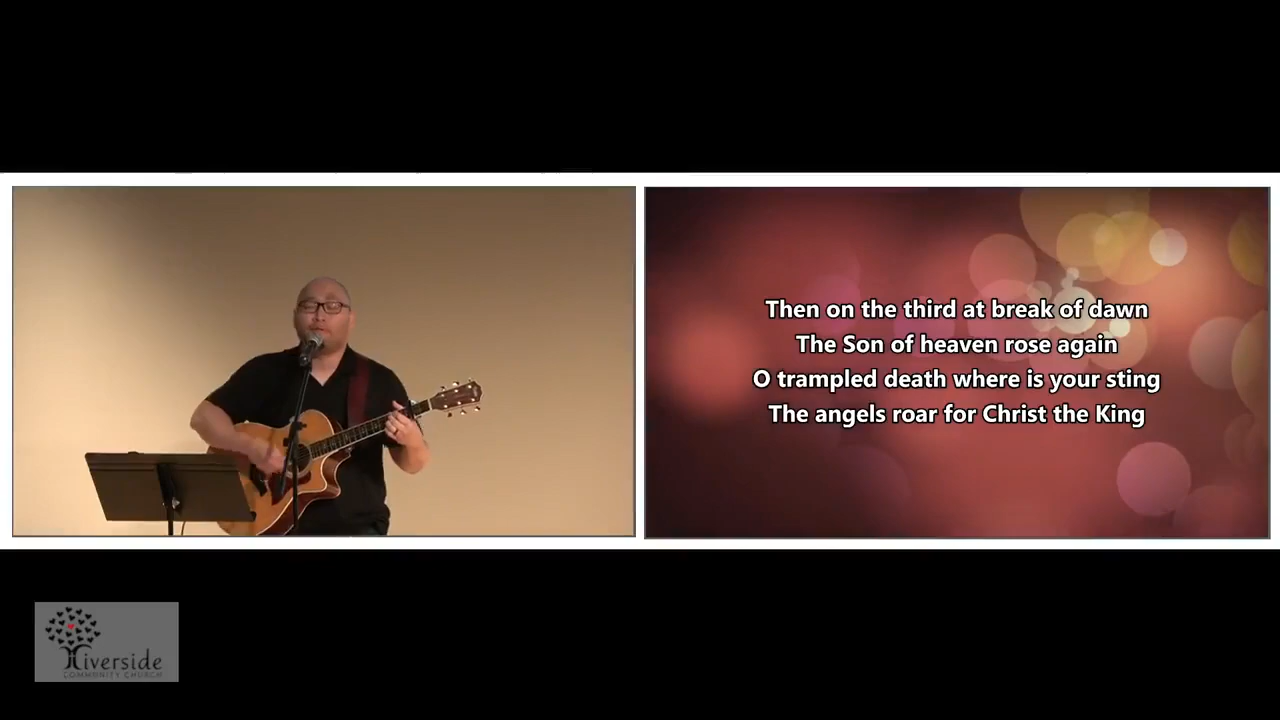 Then on the third at break of dawn
The Son of heaven rose again
O trampled death where is your sting
The angels roar for Christ the King
Riverside
COMMUNITY CHURCH